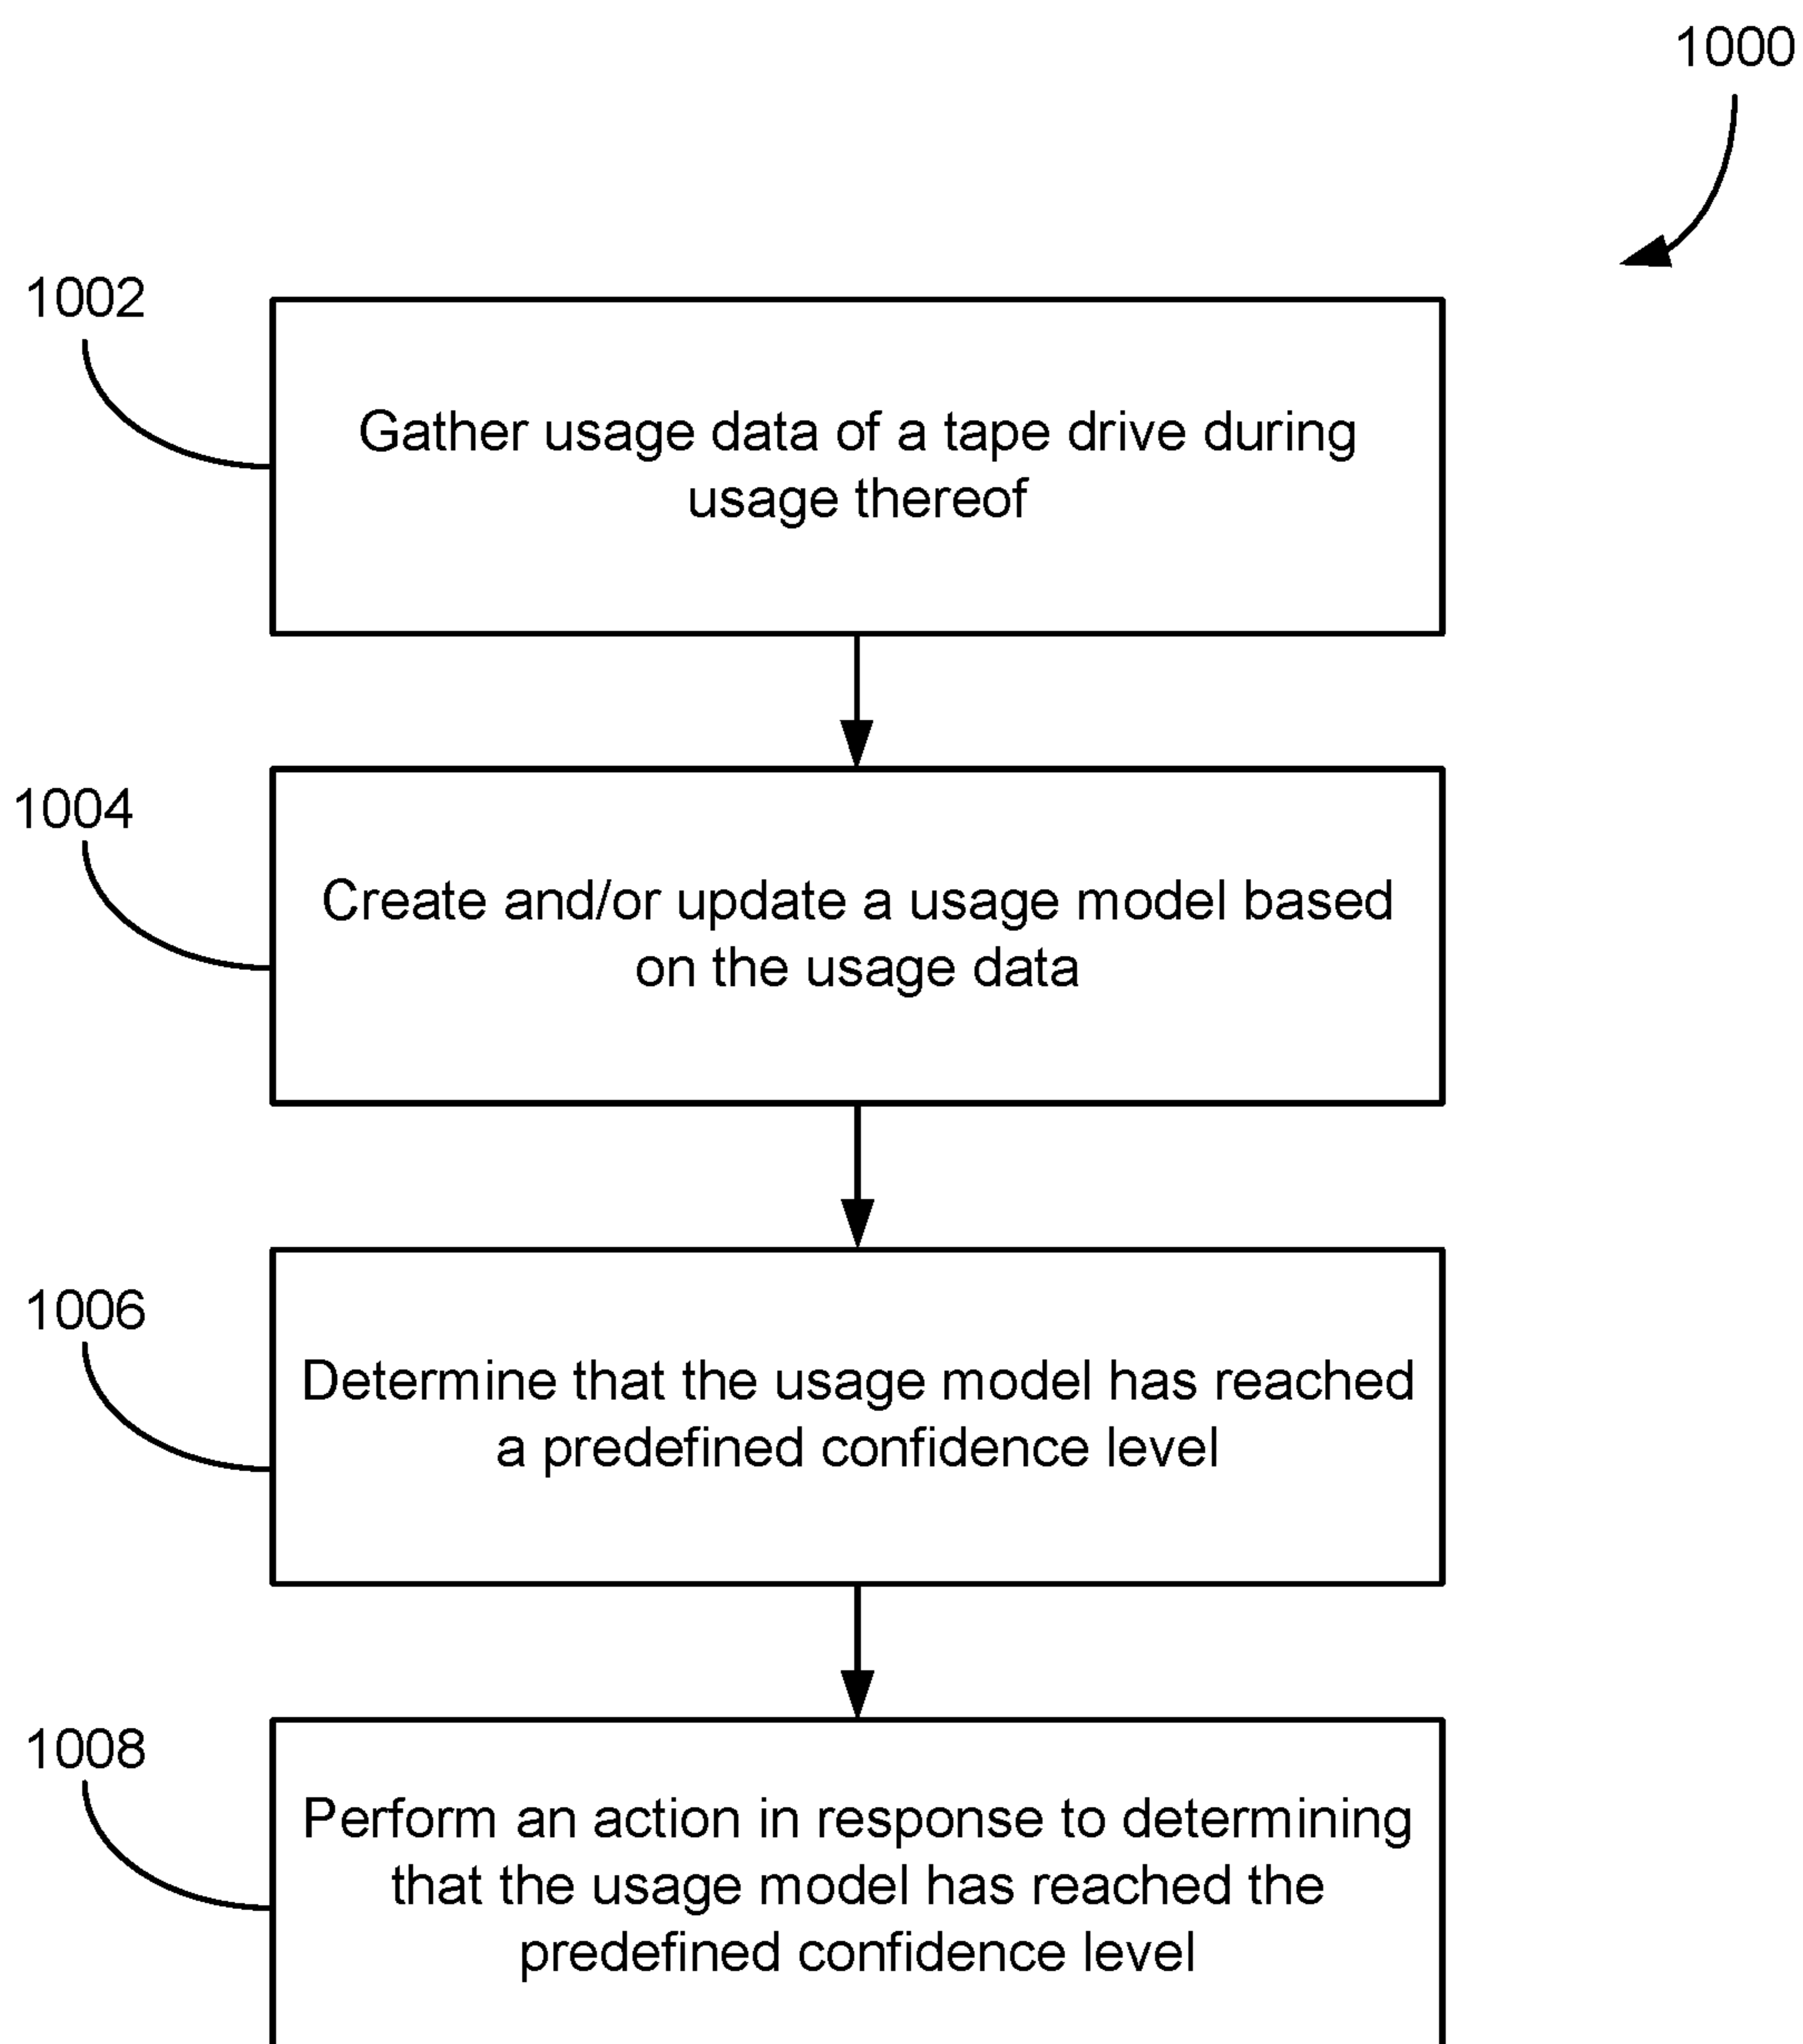 1000
1002
Gather usage data of a tape drive during
usage thereof
1004
Create and/or update a usage model based
on the usage data
1006
Determine that the usage model has reached
a predefined confidence level
1008
Perform an action in response to determining
that the usage model has reached the
predefined confidence level